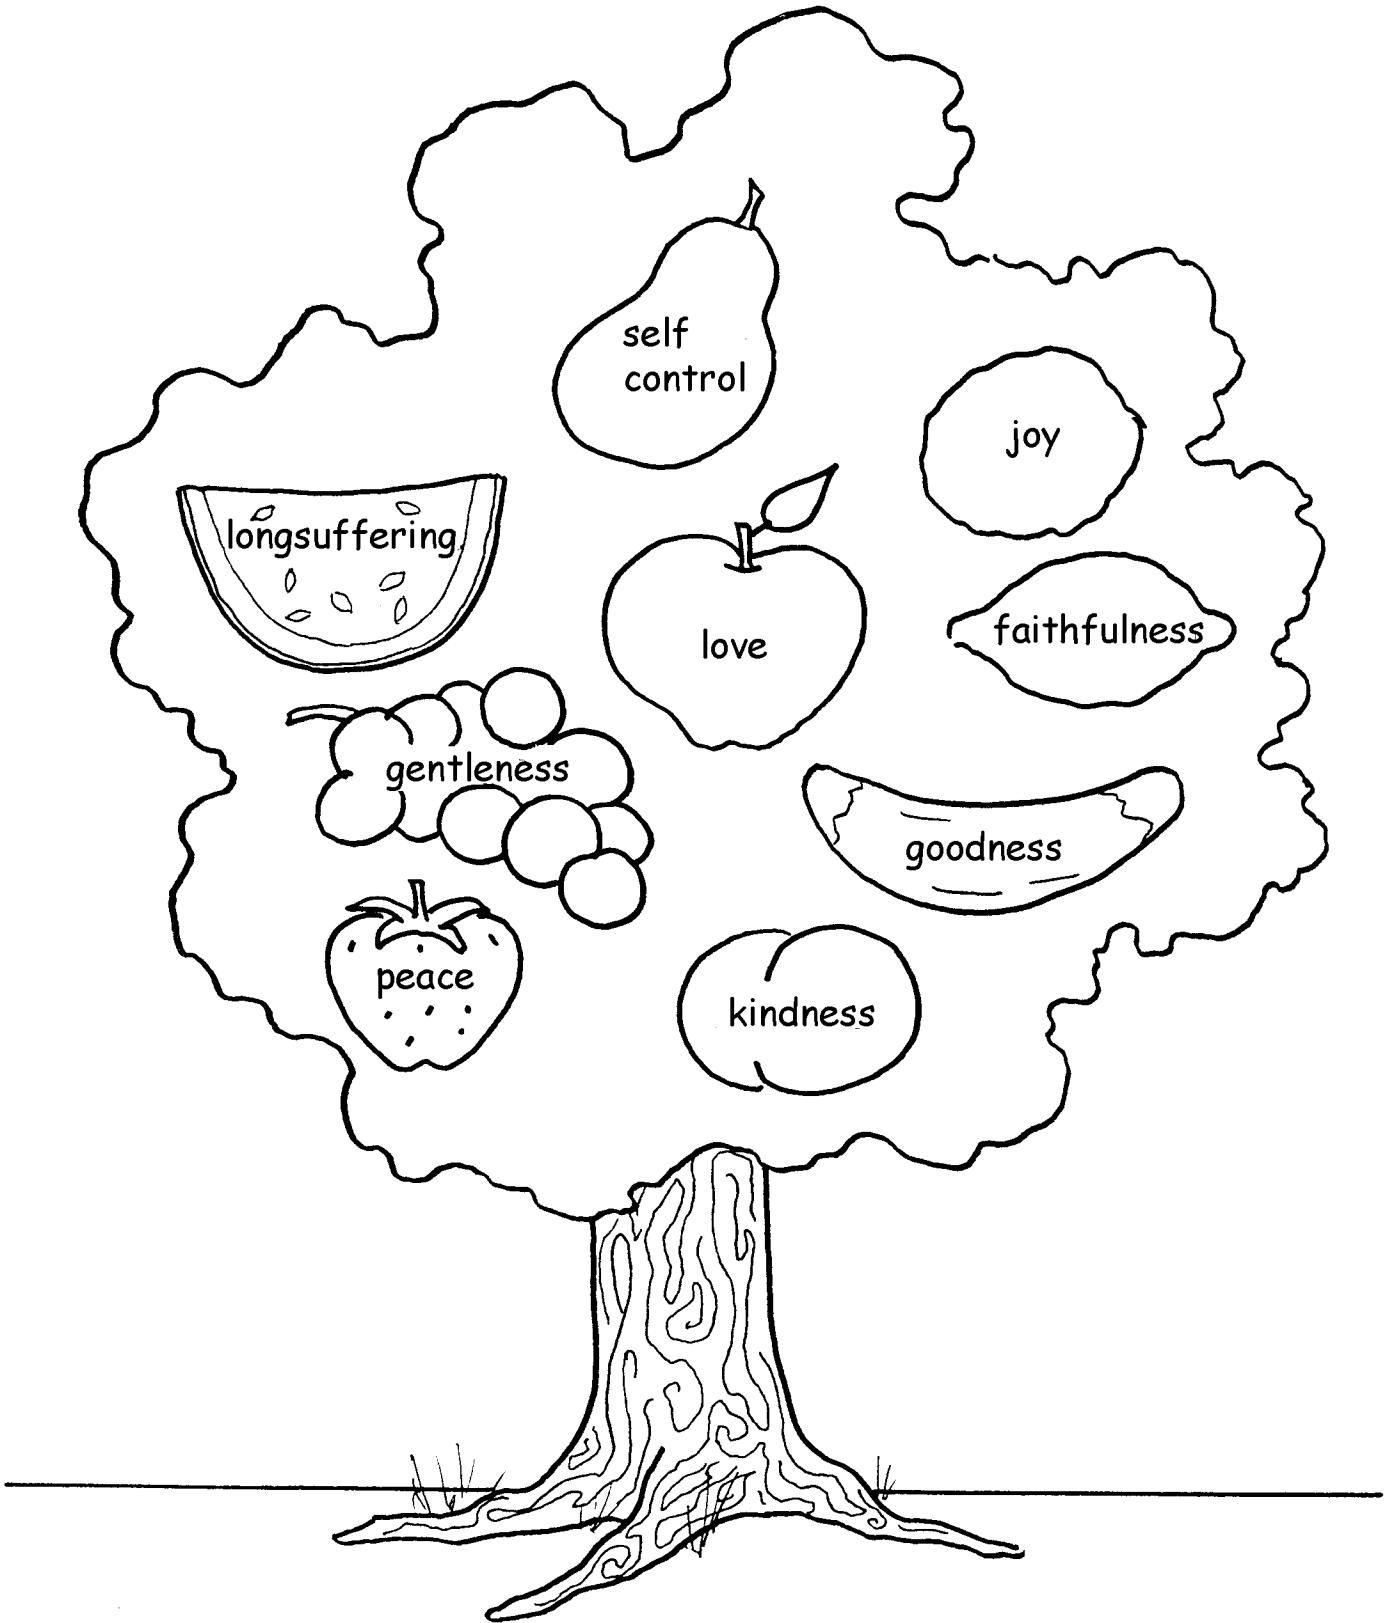 self
control
joy
longsuffering
love
faithfulness
gentleness
goodness
peace
kindness